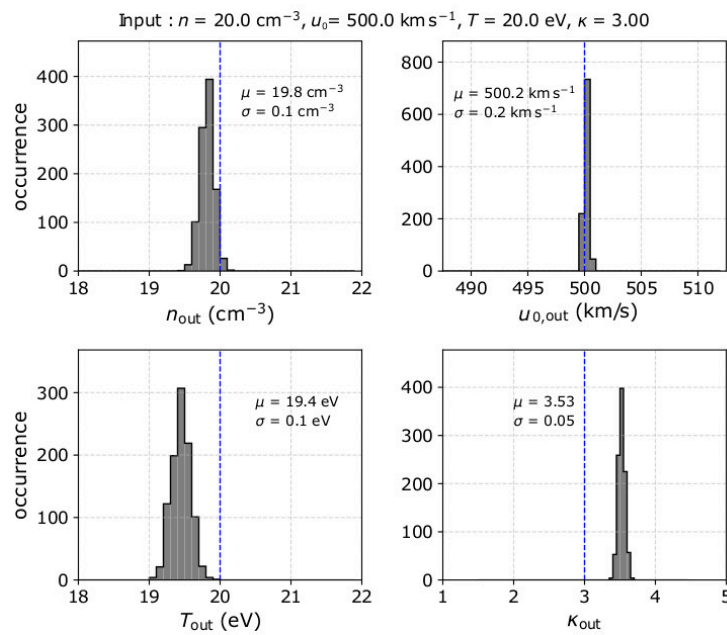 Input : n = 20.0 cm⁻³, u₀= 500.0 km s⁻¹, T = 20.0 eV, κ = 3.00
occurrence
400
300
200
100
0
μ = 19.8 cm⁻³
σ = 0.1 cm⁻³
18 19 20 21 22
n_out (cm⁻³)
800
600
400
200
0
μ = 500.2 km s⁻¹
σ = 0.2 km s⁻¹
490 495 500 505 510
u₀,out (km/s)
occurrence
300
200
100
0
μ = 19.4 eV
σ = 0.1 eV
18 19 20 21 22
T_out (eV)
400
300
200
100
0
μ = 3.53
σ = 0.05
1 2 3 4 5
κ_out